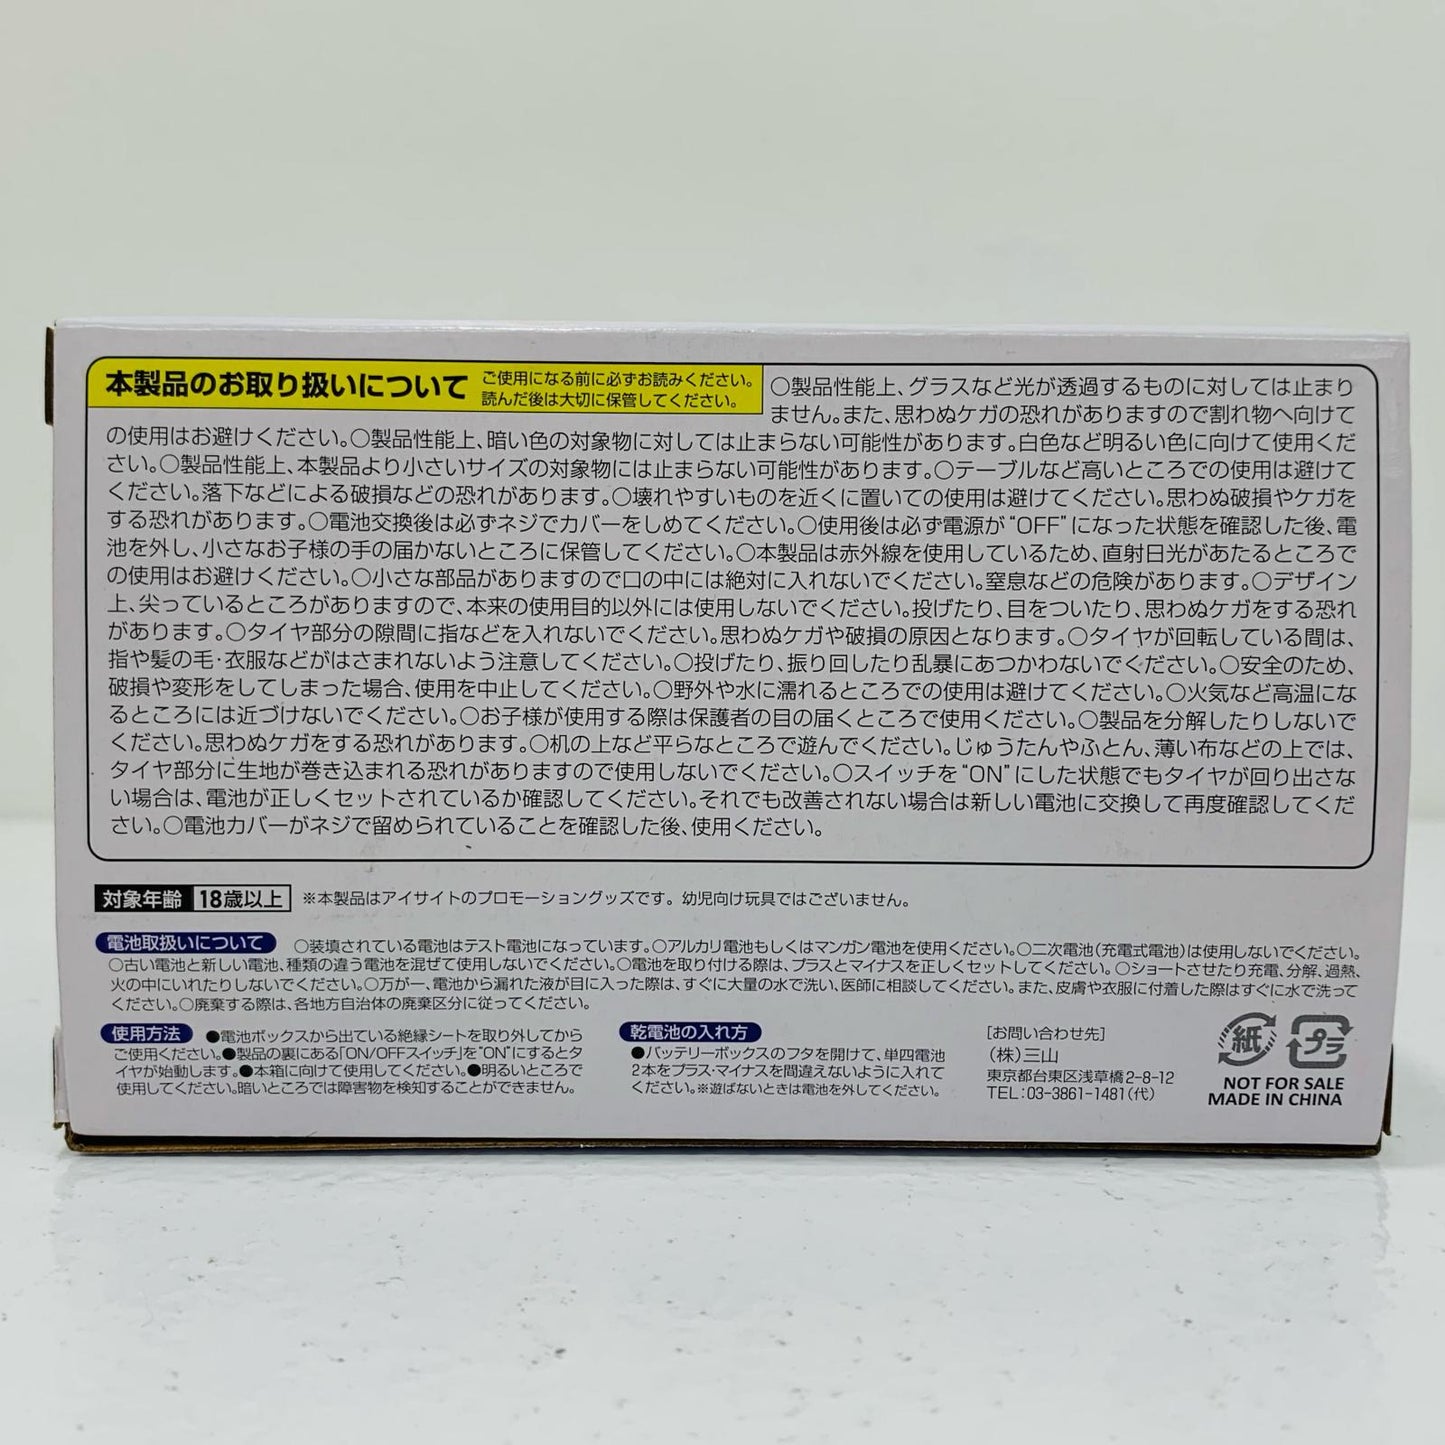 本製品のお取り扱いについて
ご使用になる前に必ずお読みください。
読んだ後は大切に保管してください。
○製品性能上、グラスなど光が透過するものに対しては止まり
ません。また、思わぬケガの恐れがありますので割れ物へ向けて
の使用はお避けください。○製品性能上、暗い色の対象物に対しては止まらない可能性があります。白色など明るい色に向けて使用くだ
さい。○製品性能上、本製品より小さいサイズの対象物には止まらない可能性があります。○テーブルなど高いところでの使用は避けて
ください。落下などによる破損などの恐れがあります。○壊れやすいものを近くに置いての使用は避けてください。思わぬ破損やケガを
する恐れがあります。○電池交換後は必ずネジでカバーをしめてください。○使用後は必ず電源が“OFF”になった状態を確認した後、電
池を外し、小さなお子様の手の届かないところに保管してください。○本製品は赤外線を使用しているため、直射日光があたるところで
の使用はお避けください。○小さな部品がありますので口の中には絶対に入れないでください。窒息などの危険があります。○デザイン
上、尖っているところがありますので、本来の使用目的以外には使用しないでください。投げたり、目をついたり、思わぬケガをする恐れ
があります。○タイヤ部分の隙間に指などを入れないでください。思わぬケガや破損の原因となります。○タイヤが回転している間は、
指や髪の毛・衣服などがはさまれないよう注意してください。○投げたり、振り回したり乱暴にあつかわないでください。○安全のため、
破損や変形をしてしまった場合、使用を中止してください。○野外や水に濡れるところでの使用は避けてください。○火気など高温にな
るところには近づけないでください。○お子様が使用する際は保護者の目の届くところで使用ください。○製品を分解したりしないで
ください。思わぬケガをする恐れがあります。○机の上など平らなところで遊んでください。じゅうたんやふとん、薄い布などの上では、
タイヤ部分に生地が巻き込まれる恐れがありますので使用しないでください。○スイッチを“ON”にした状態でもタイヤが回り出さな
い場合は、電池が正しくセットされているか確認してください。それでも改善されない場合は新しい電池に交換して再度確認してくだ
さい。○電池カバーがネジで留められていることを確認した後、使用ください。
対象年齢 18歳以上 ※本製品はアイサイトのプロモーショングッズです。幼児向け玩具ではございません。
電池取扱いについて ○装填されている電池はテスト電池になっています。○アルカリ電池もしくはマンガン電池を使用ください。○二次電池(充電式電池)は使用しないでください。
○古い電池と新しい電池、種類の違う電池を混ぜて使用しないでください。○電池を取り付ける際は、プラスとマイナスを正しくセットしてください。○ショートさせたり充電、分解、過熱、
火の中にいれたりしないでください。○万が一、電池から漏れた液が目に入った際は、すぐに大量の水で洗い、医師に相談してください。また、皮膚や衣服に付着した際はすぐに水で洗って
ください。○廃棄する際は、各地方自治体の廃棄区分に従ってください。
使用方法 ●電池ボックスから出ている絶縁シートを取り外してから
ご使用ください。●製品の裏にある「ON/OFFスイッチ」を“ON”にするとタ
イヤが始動します。●本箱に向けて使用してください。●明るいところで
使用してください。暗いところでは障害物を検知することができません。
乾電池の入れ方
●バッテリーボックスのフタを開けて、単四電池
2本をプラス・マイナスを間違えないように入れて
ください。※遊ばないときは電池を外してください。
[お問い合わせ先]
(株)三山
東京都台東区浅草橋2-8-12
TEL:03-3861-1481(代)
紙 プラ
NOT FOR SALE
MADE IN CHINA